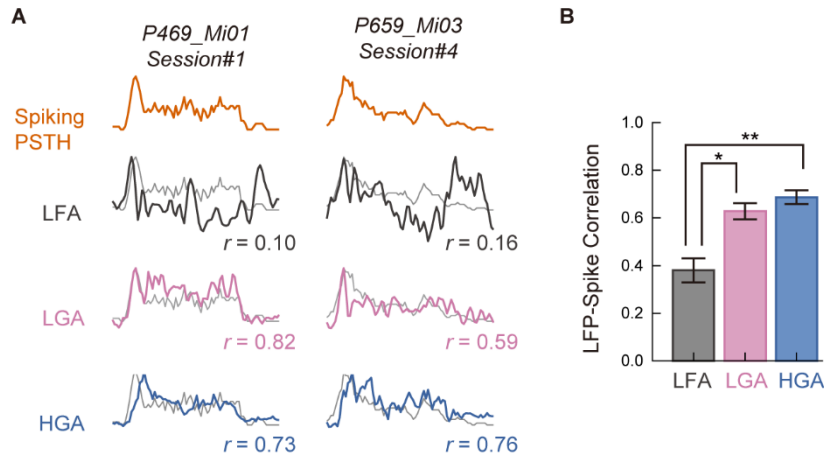 A
P469_Mi01
Session#1
P659_Mi03
Session#4
Spiking
PSTH
LFA
r = 0.10
r = 0.16
LGA
r = 0.82
r = 0.59
HGA
r = 0.73
r = 0.76
B
LFP-Spike Correlation
1.0
0.8
0.6
0.4
0.2
0.0
**
*
LFA LGA HGA